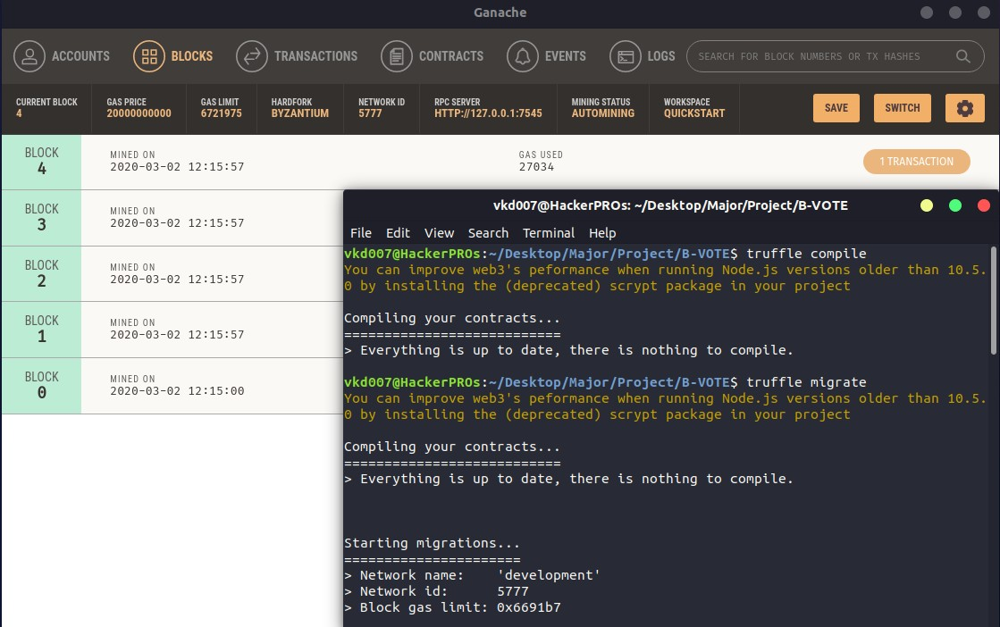 Ganache
ACCOUNTS BLOCKS TRANSACTIONS CONTRACTS EVENTS LOGS SEARCH FOR BLOCK NUMBERS OR TX HASHES
CURRENT BLOCK GAS PRICE GAS LIMIT HARDFORK NETWORK ID RPC SERVER MINING STATUS WORKSPACE
4 20000000000 6721975 BYZANTIUM 5777 HTTP://127.0.0.1:7545 AUTOMINING QUICKSTART
SAVE SWITCH
BLOCK MINED ON GAS USED
4 2020-03-02 12:15:57 27034 1 TRANSACTION
BLOCK MINED ON
3 2020-03-02 12:15:57
BLOCK MINED ON
2 2020-03-02 12:15:57
BLOCK MINED ON
1 2020-03-02 12:15:57
BLOCK MINED ON
0 2020-03-02 12:15:00
vkd007@HackerPROs: ~/Desktop/Major/Project/B-VOTE
File Edit View Search Terminal Help
vkd007@HackerPROs:~/Desktop/Major/Project/B-VOTE$ truffle compile
You can improve web3's peformance when running Node.js versions older than 10.5.
0 by installing the (deprecated) scrypt package in your project
Compiling your contracts...
===========================
> Everything is up to date, there is nothing to compile.
vkd007@HackerPROs:~/Desktop/Major/Project/B-VOTE$ truffle migrate
You can improve web3's peformance when running Node.js versions older than 10.5.
0 by installing the (deprecated) scrypt package in your project
Compiling your contracts...
===========================
> Everything is up to date, there is nothing to compile.
Starting migrations...
======================
> Network name:    'development'
> Network id:      5777
> Block gas limit: 0x6691b7